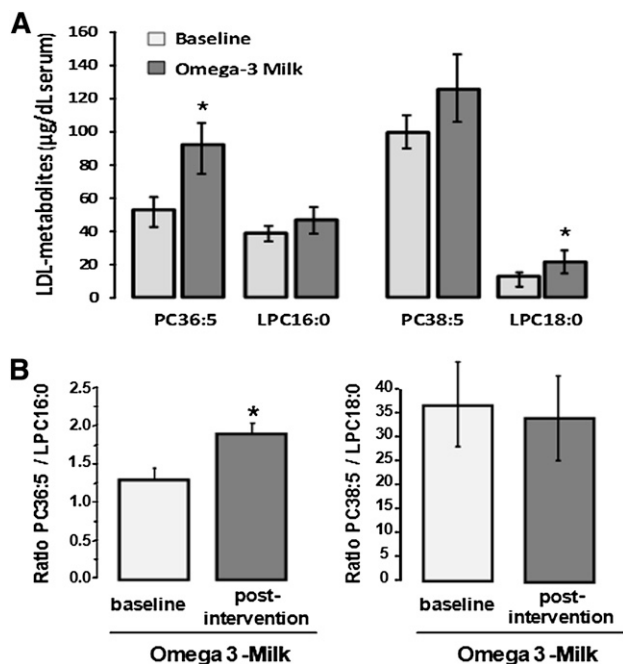 A
LDL-metabolites (µg/dL serum)
160
140
120
100
80
60
40
20
0
Baseline
Omega-3 Milk
*
*
PC36:5 LPC16:0 PC38:5 LPC18:0
B
Ratio PC36:5 / LPC16:0
2.5
2.0
1.5
1.0
0.5
0.0
*
baseline post-
intervention
Omega 3 -Milk
Ratio PC38:5 / LPC18:0
40
35
30
25
20
15
10
5
0
baseline post-
intervention
Omega 3 -Milk